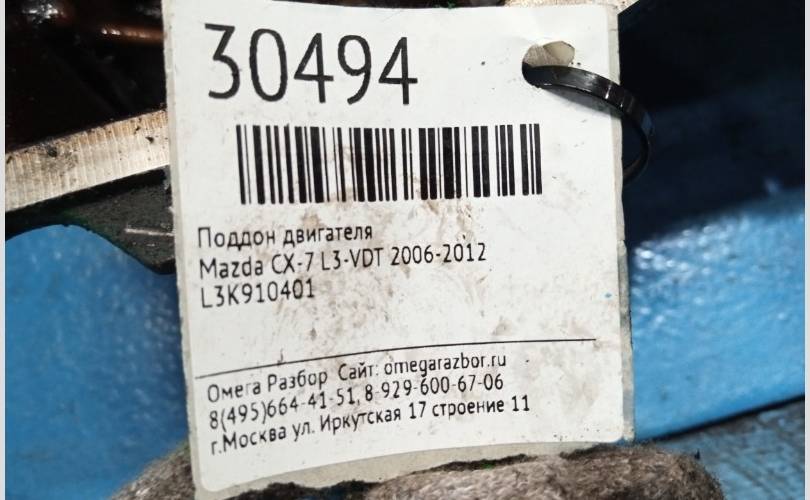 30494
Поддон двигателя
Mazda CX-7 L3-VDT 2006-2012
L3K910401
Омега Разбор Сайт: omegarazbor.ru
8(495)664-41-51, 8-929-600-67-06
г.Москва ул. Иркутская 17 строение 11